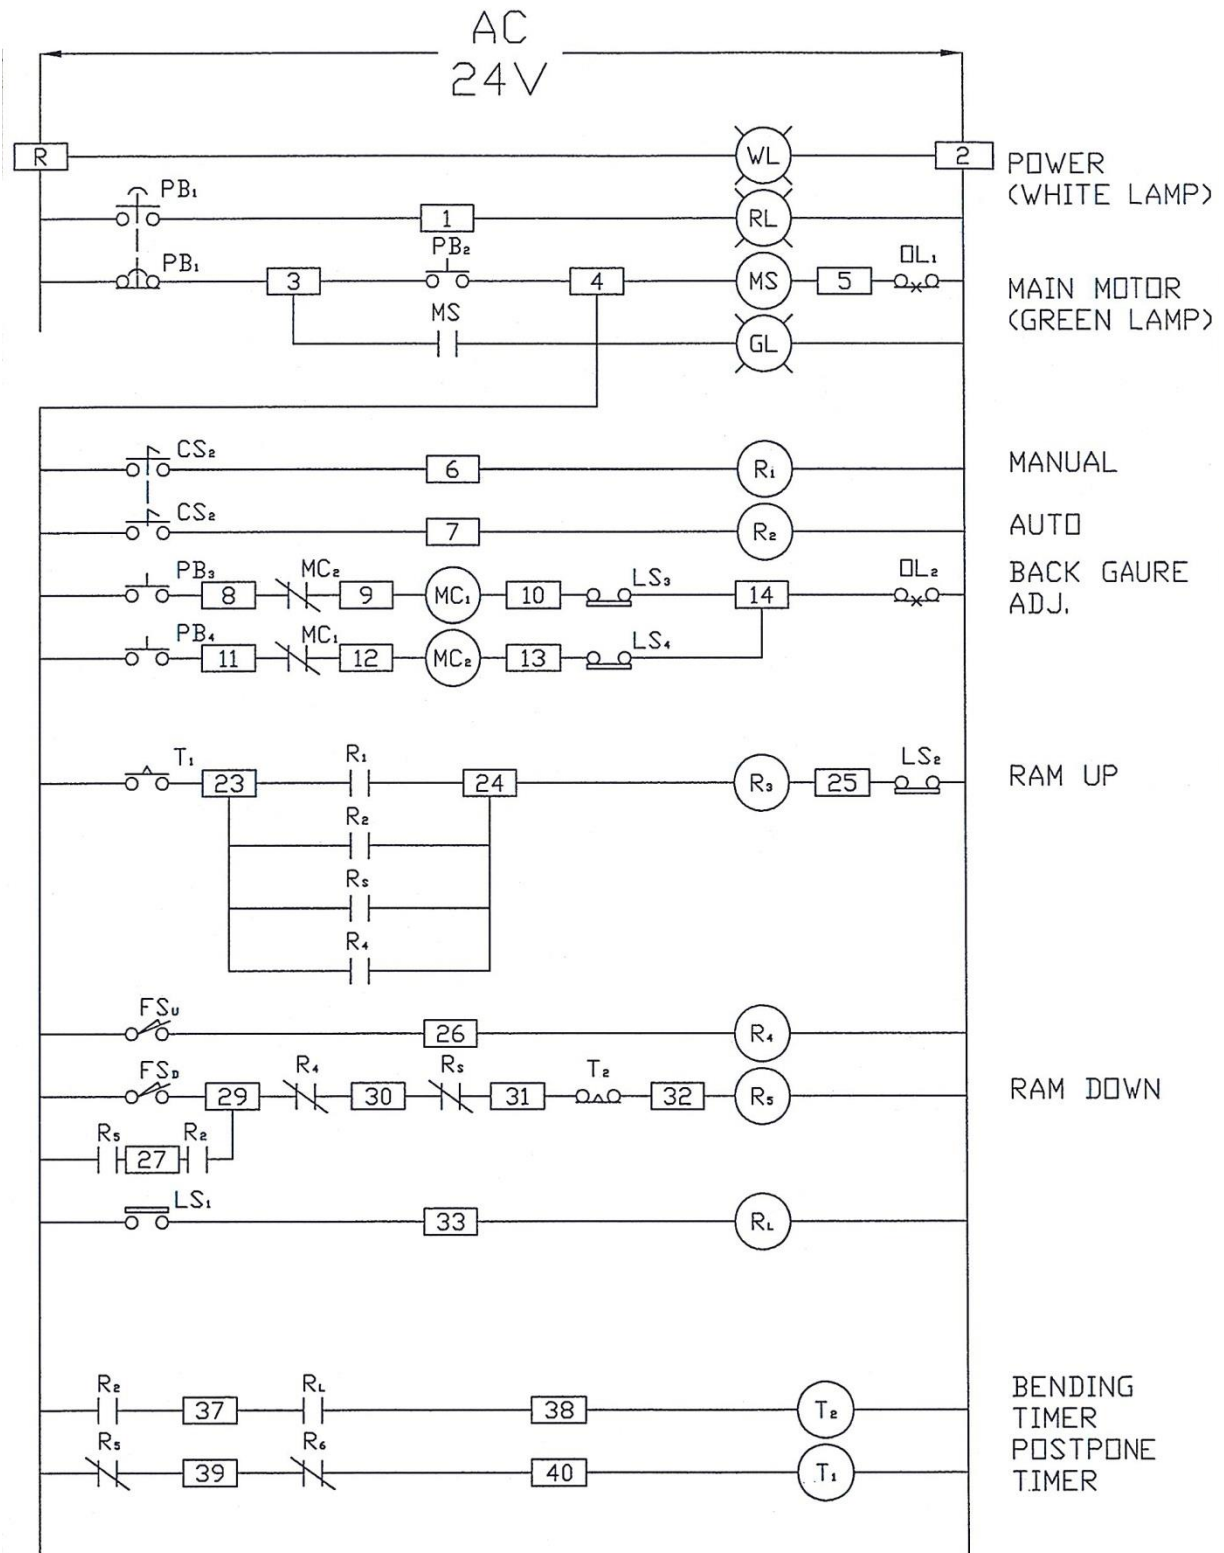 AC
24V
R WL 2 POWER
(WHITE LAMP)
PB₁ 1 RL
PB₁ 3 PB₂ 4 MS 5 OL₁ MAIN MOTOR
(GREEN LAMP)
MS GL
CS₂ 6 R₁ MANUAL
CS₂ 7 R₂ AUTO
PB₃ 8 MC₂ 9 MC₁ 10 LS₃ 14 OL₂ BACK GAURE
ADJ.
PB₄ 11 MC₁ 12 MC₂ 13 LS₄
T₁ 23 R₁ 24 R₃ 25 LS₂ RAM UP
R₂
Rs
R₄
FSU 26 R₄
FSD 29 R₄ 30 Rs 31 T₂ 32 R₅ RAM DOWN
R₅ 27 R₂
LS₁ 33 RL
R₂ 37 RL 38 T₂ BENDING
TIMER
R₅ 39 R₆ 40 T₁ POSTPONE
TIMER